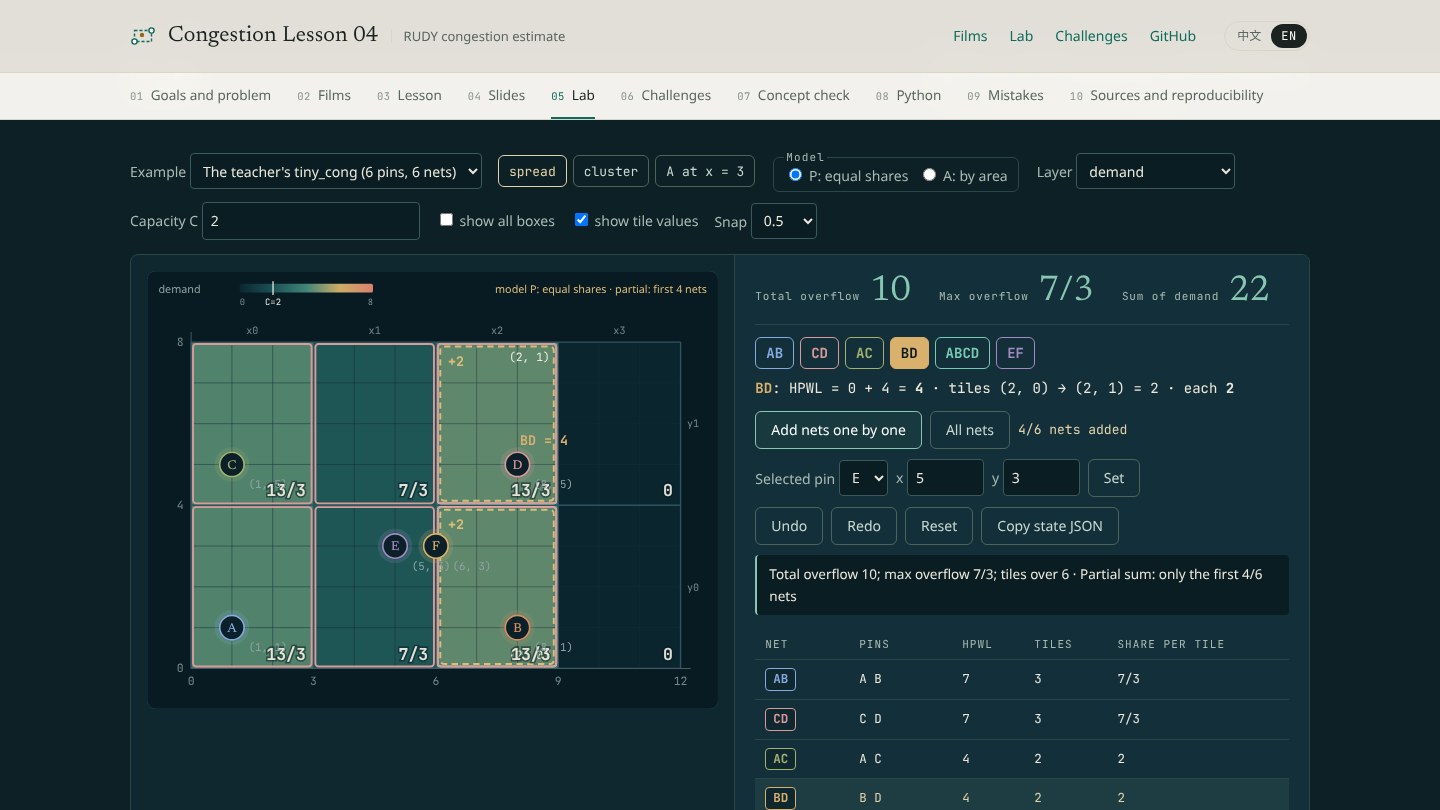 Congestion Lesson 04
RUDY congestion estimate
Films Lab Challenges GitHub 中文 EN
01 Goals and problem 02 Films 03 Lesson 04 Slides 05 Lab 06 Challenges 07 Concept check 08 Python 09 Mistakes 10 Sources and reproducibility
Example The teacher's tiny_cong (6 pins, 6 nets) spread cluster A at x = 3 Model P: equal shares A: by area Layer demand
Capacity C 2 show all boxes show tile values Snap 0.5
demand
0 C=2 8
model P: equal shares · partial: first 4 nets
x0 x1 x2 x3
8
+2 (2, 1)
y1
BD = 4
C D
13/3 7/3 13/3 0
4
+2
E F
(6, 3)
y0
A B
13/3 7/3 13/3 0
0
0 3 6 9 12
Total overflow 10 Max overflow 7/3 Sum of demand 22
AB CD AC BD ABCD EF
BD: HPWL = 0 + 4 = 4 · tiles (2, 0) → (2, 1) = 2 · each 2
Add nets one by one All nets 4/6 nets added
Selected pin E x 5 y 3 Set
Undo Redo Reset Copy state JSON
Total overflow 10; max overflow 7/3; tiles over 6 · Partial sum: only the first 4/6
nets
NET PINS HPWL TILES SHARE PER TILE
AB A B 7 3 7/3
CD C D 7 3 7/3
AC A C 4 2 2
BD B D 4 2 2